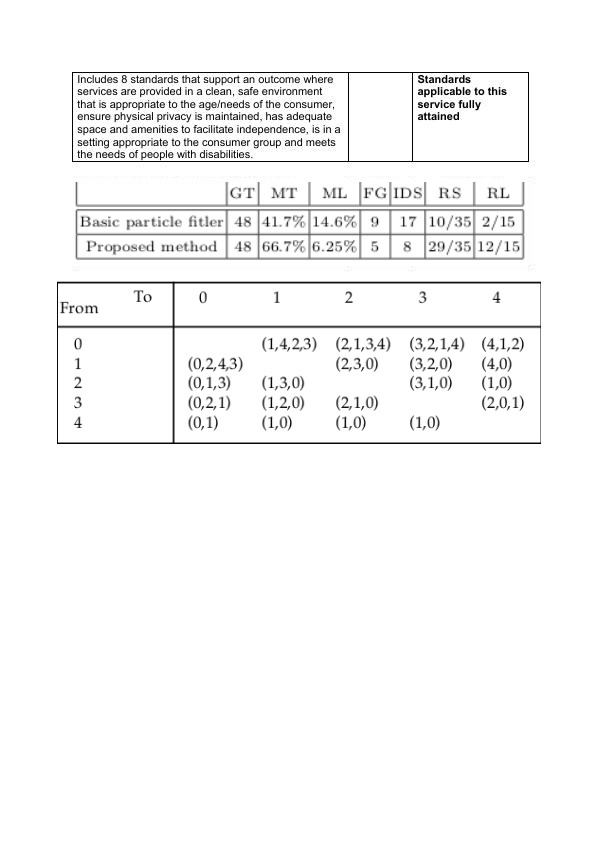 Includes 8 standards that support an outcome where
services are provided in a clean, safe environment
that is appropriate to the age/needs of the consumer,
ensure physical privacy is maintained, has adequate
space and amenities to facilitate independence, is in a
setting appropriate to the consumer group and meets
the needs of people with disabilities.
Standards
applicable to this
service fully
attained
GT MT ML FG IDS RS RL
Basic particle fitler 48 41.7% 14.6% 9 17 10/35 2/15
Proposed method 48 66.7% 6.25% 5 8 29/35 12/15
From To 0 1 2 3 4
0 (1,4,2,3) (2,1,3,4) (3,2,1,4) (4,1,2)
1 (0,2,4,3) (2,3,0) (3,2,0) (4,0)
2 (0,1,3) (1,3,0) (3,1,0) (1,0)
3 (0,2,1) (1,2,0) (2,1,0) (2,0,1)
4 (0,1) (1,0) (1,0) (1,0)